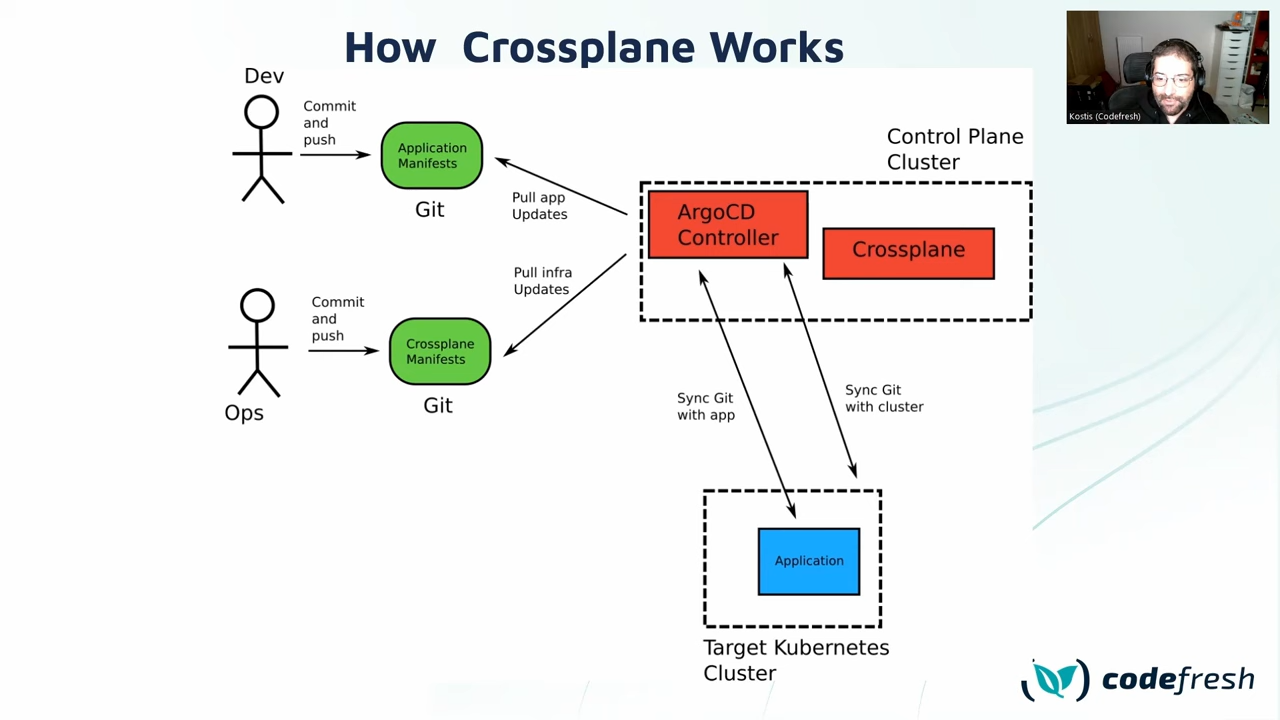 How Crossplane Works
Dev
Commit
and
push
Application
Manifests
Git
Pull app
Updates
Control Plane
Cluster
ArgoCD
Controller
Crossplane
Pull infra
Updates
Ops
Commit
and
push
Crossplane
Manifests
Git
Sync Git
with app
Sync Git
with cluster
Application
Target Kubernetes
Cluster
Kostis (Codefresh)
codefresh